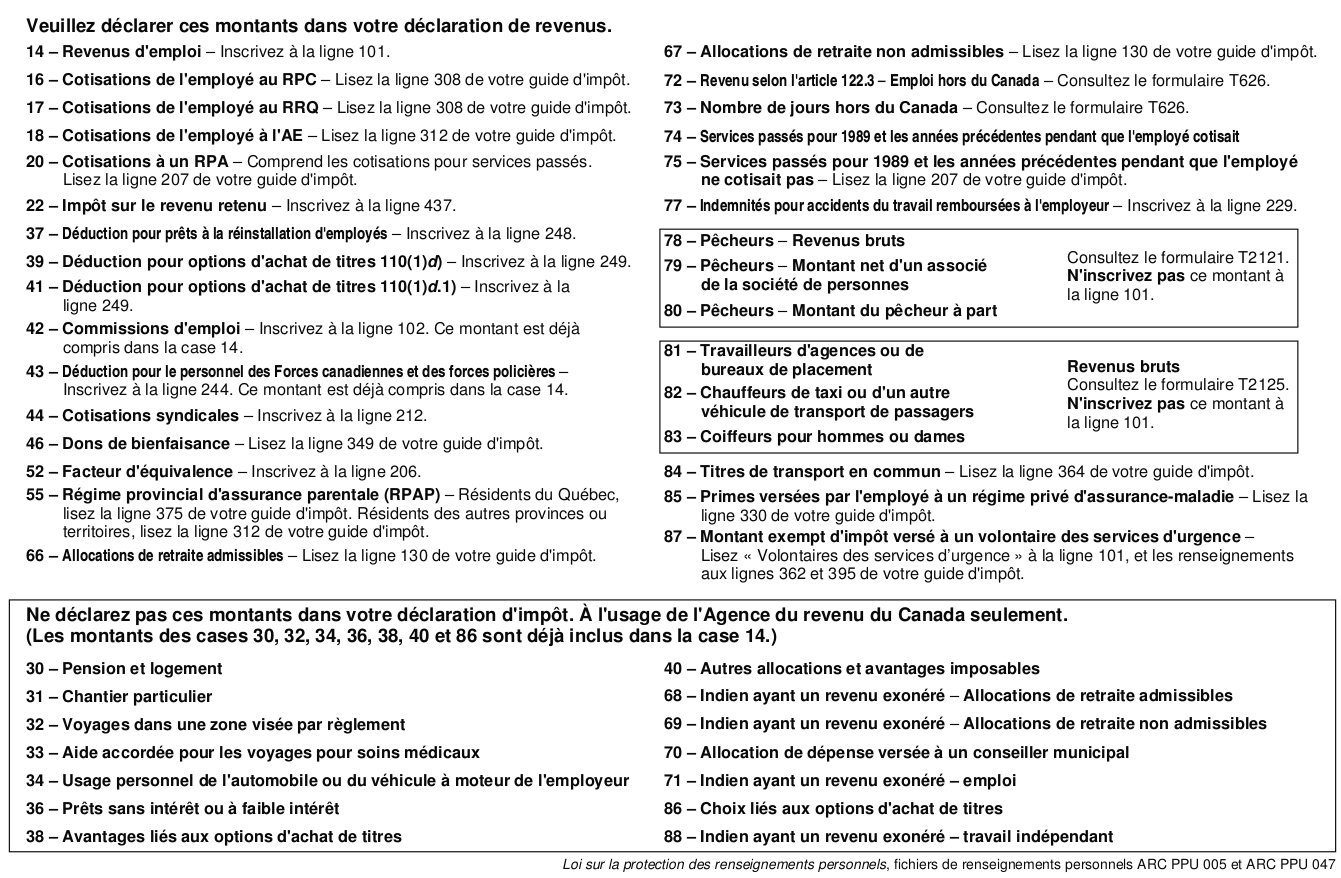 Veuillez déclarer ces montants dans votre déclaration de revenus.
14 – Revenus d'emploi – Inscrivez à la ligne 101.
16 – Cotisations de l'employé au RPC – Lisez la ligne 308 de votre guide d'impôt.
17 – Cotisations de l'employé au RRQ – Lisez la ligne 308 de votre guide d'impôt.
18 – Cotisations de l'employé à l'AE – Lisez la ligne 312 de votre guide d'impôt.
20 – Cotisations à un RPA – Comprend les cotisations pour services passés.
Lisez la ligne 207 de votre guide d'impôt.
22 – Impôt sur le revenu retenu – Inscrivez à la ligne 437.
37 – Déduction pour prêts à la réinstallation d'employés – Inscrivez à la ligne 248.
39 – Déduction pour options d'achat de titres 110(1)d) – Inscrivez à la ligne 249.
41 – Déduction pour options d'achat de titres 110(1)d.1) – Inscrivez à la
ligne 249.
42 – Commissions d'emploi – Inscrivez à la ligne 102. Ce montant est déjà
compris dans la case 14.
43 – Déduction pour le personnel des Forces canadiennes et des forces policières –
Inscrivez à la ligne 244. Ce montant est déjà compris dans la case 14.
44 – Cotisations syndicales – Inscrivez à la ligne 212.
46 – Dons de bienfaisance – Lisez la ligne 349 de votre guide d'impôt.
52 – Facteur d'équivalence – Inscrivez à la ligne 206.
55 – Régime provincial d'assurance parentale (RPAP) – Résidents du Québec,
lisez la ligne 375 de votre guide d'impôt. Résidents des autres provinces ou
territoires, lisez la ligne 312 de votre guide d'impôt.
66 – Allocations de retraite admissibles – Lisez la ligne 130 de votre guide d'impôt.
67 – Allocations de retraite non admissibles – Lisez la ligne 130 de votre guide d'impôt.
72 – Revenu selon l'article 122.3 – Emploi hors du Canada – Consultez le formulaire T626.
73 – Nombre de jours hors du Canada – Consultez le formulaire T626.
74 – Services passés pour 1989 et les années précédentes pendant que l'employé cotisait
75 – Services passés pour 1989 et les années précédentes pendant que l'employé
ne cotisait pas – Lisez la ligne 207 de votre guide d'impôt.
77 – Indemnités pour accidents du travail remboursées à l'employeur – Inscrivez à la ligne 229.
78 – Pêcheurs – Revenus bruts
79 – Pêcheurs – Montant net d'un associé
de la société de personnes
80 – Pêcheurs – Montant du pêcheur à part
Consultez le formulaire T2121.
N'inscrivez pas ce montant à
la ligne 101.
81 – Travailleurs d'agences ou de
bureaux de placement
82 – Chauffeurs de taxi ou d'un autre
véhicule de transport de passagers
83 – Coiffeurs pour hommes ou dames
Revenus bruts
Consultez le formulaire T2125.
N'inscrivez pas ce montant à
la ligne 101.
84 – Titres de transport en commun – Lisez la ligne 364 de votre guide d'impôt.
85 – Primes versées par l'employé à un régime privé d'assurance-maladie – Lisez la
ligne 330 de votre guide d'impôt.
87 – Montant exempt d'impôt versé à un volontaire des services d'urgence –
Lisez « Volontaires des services d'urgence » à la ligne 101, et les renseignements
aux lignes 362 et 395 de votre guide d'impôt.
Ne déclarez pas ces montants dans votre déclaration d'impôt. À l'usage de l'Agence du revenu du Canada seulement.
(Les montants des cases 30, 32, 34, 36, 38, 40 et 86 sont déjà inclus dans la case 14.)
30 – Pension et logement
31 – Chantier particulier
32 – Voyages dans une zone visée par règlement
33 – Aide accordée pour les voyages pour soins médicaux
34 – Usage personnel de l'automobile ou du véhicule à moteur de l'employeur
36 – Prêts sans intérêt ou à faible intérêt
38 – Avantages liés aux options d'achat de titres
40 – Autres allocations et avantages imposables
68 – Indien ayant un revenu exonéré – Allocations de retraite admissibles
69 – Indien ayant un revenu exonéré – Allocations de retraite non admissibles
70 – Allocation de dépense versée à un conseiller municipal
71 – Indien ayant un revenu exonéré – emploi
86 – Choix liés aux options d'achat de titres
88 – Indien ayant un revenu exonéré – travail indépendant
Loi sur la protection des renseignements personnels, fichiers de renseignements personnels ARC PPU 005 et ARC PPU 047